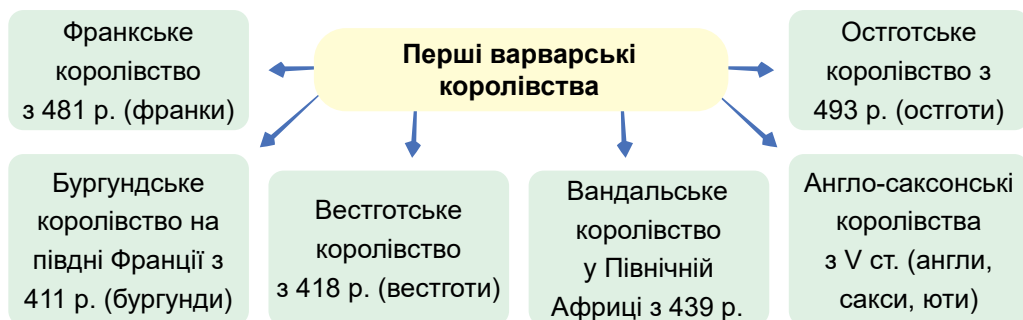 Перші варварські
королівства
Франкське
королівство
з 481 р. (франки)
Остготське
королівство з
493 р. (остготи)
Бургундське
королівство на
півдні Франції з
411 р. (бургунди)
Вестготське
королівство
з 418 р. (вестготи)
Вандальське
королівство
у Північній
Африці з 439 р.
Англо-саксонські
королівства
з V ст. (англи,
сакси, юти)